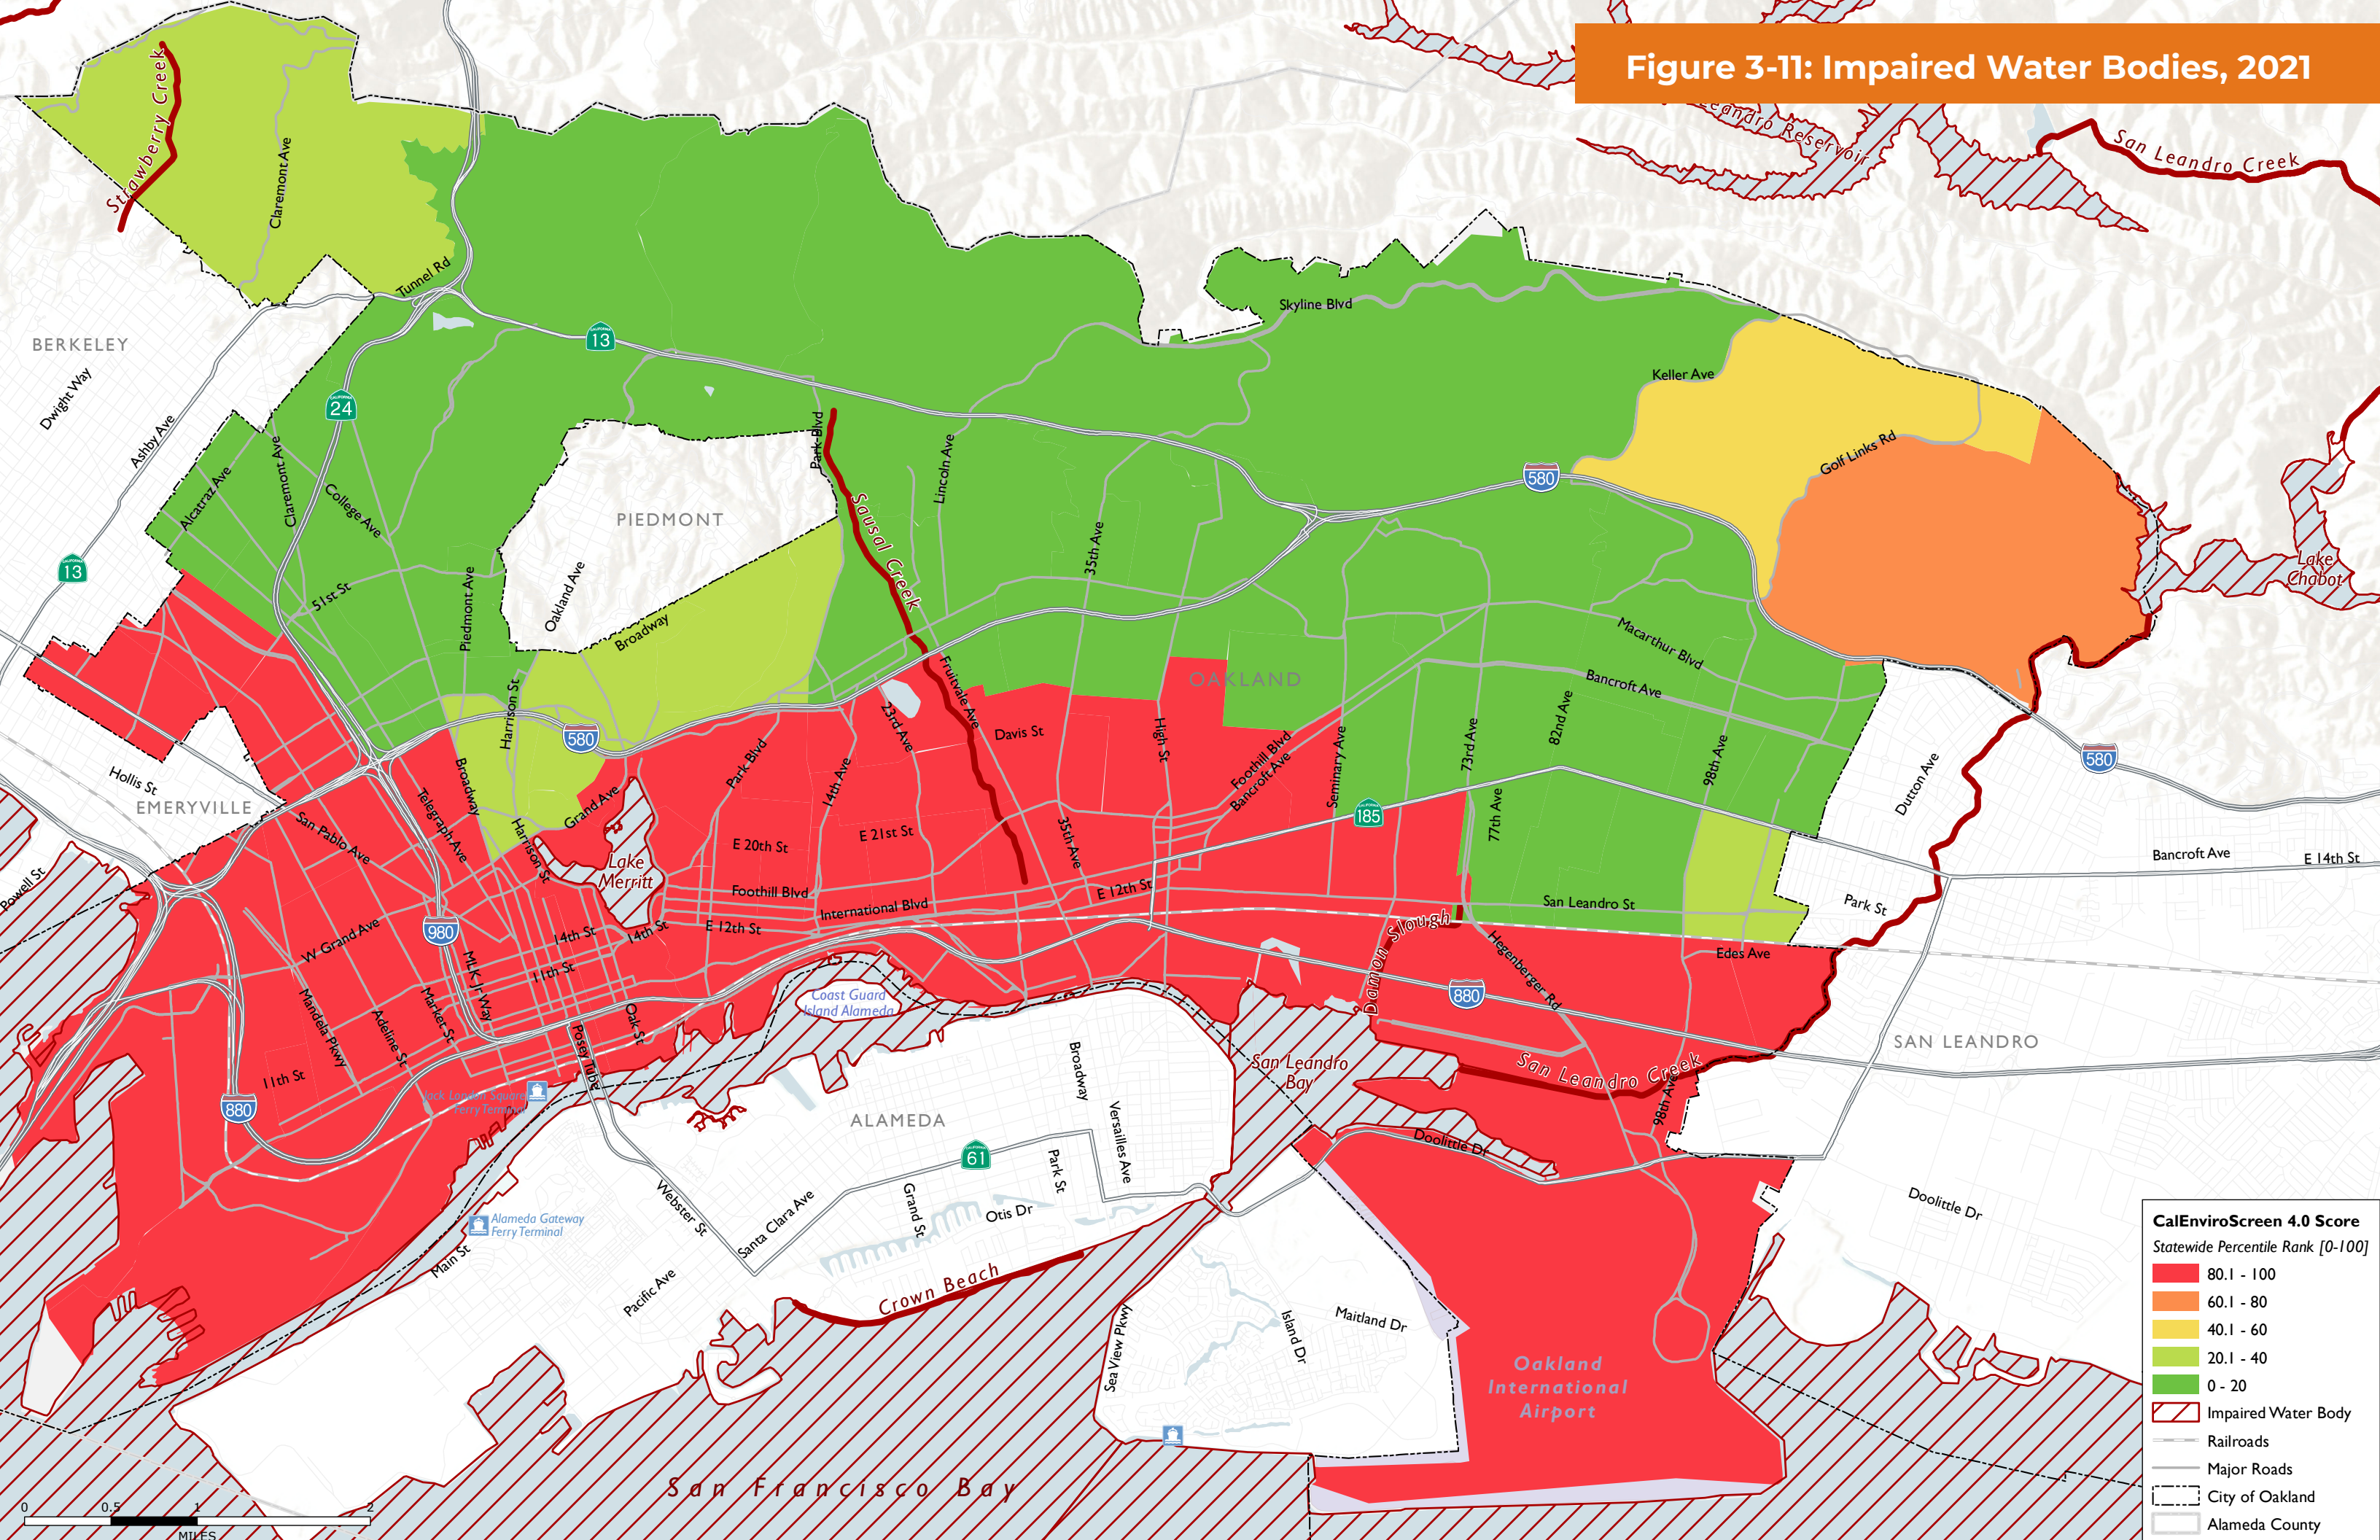 Figure 3-11: Impaired Water Bodies, 2021
Leandro Reservoir
San Leandro Creek
Strawberry Creek
Claremont Ave
Tunnel Rd
BERKELEY
Dwight Way
Ashby Ave
13
24
CALIFORNIA
13
Skyline Blvd
Keller Ave
Golf Links Rd
580
Lake
Chabot
Alcatraz Ave
Claremont Ave
College Ave
51st St
Piedmont Ave
PIEDMONT
Oakland Ave
Broadway
Park Blvd
Sausal Creek
Lincoln Ave
35th Ave
OAKLAND
Macarthur Blvd
Bancroft Ave
Harrison St
580
Fruitvale Ave
23rd Ave
Davis St
High St
Foothill Blvd
Bancroft Ave
Seminary Ave
73rd Ave
82nd Ave
98th Ave
77th Ave
185
580
Dutton Ave
Bancroft Ave
E 14th St
Park St
Hollis St
EMERYVILLE
Powell St
San Pablo Ave
Telegraph Ave
Broadway
Harrison St
Grand Ave
Lake
Merritt
Park Blvd
14th Ave
E 20th St
E 21st St
35th Ave
Foothill Blvd
International Blvd
E 12th St
E 12th St
San Leandro St
Edes Ave
980
W Grand Ave
14th St
14th St
11th St
MLK Jr Way
Market St
Adeline St
Mandela Pkwy
11th St
Oak St
Posey Tube
880
Jack London Square
Ferry Terminal
Coast Guard
Island Alameda
Damon Slough
Hegenberger Rd
880
San Leandro
Bay
San Leandro Creek
98th Ave
SAN LEANDRO
Doolittle Dr
Doolittle Dr
ALAMEDA
Broadway
Versailles Ave
61
Park St
Grand St
Otis Dr
Santa Clara Ave
Webster St
Pacific Ave
Main St
Alameda Gateway
Ferry Terminal
Crown Beach
Sea View Pkwy
Island Dr
Maitland Dr
Oakland
International
Airport
San Francisco Bay
0 0.5 1 2
MILES
CalEnviroScreen 4.0 Score
Statewide Percentile Rank [0-100]
80.1 - 100
60.1 - 80
40.1 - 60
20.1 - 40
0 - 20
Impaired Water Body
Railroads
Major Roads
City of Oakland
Alameda County